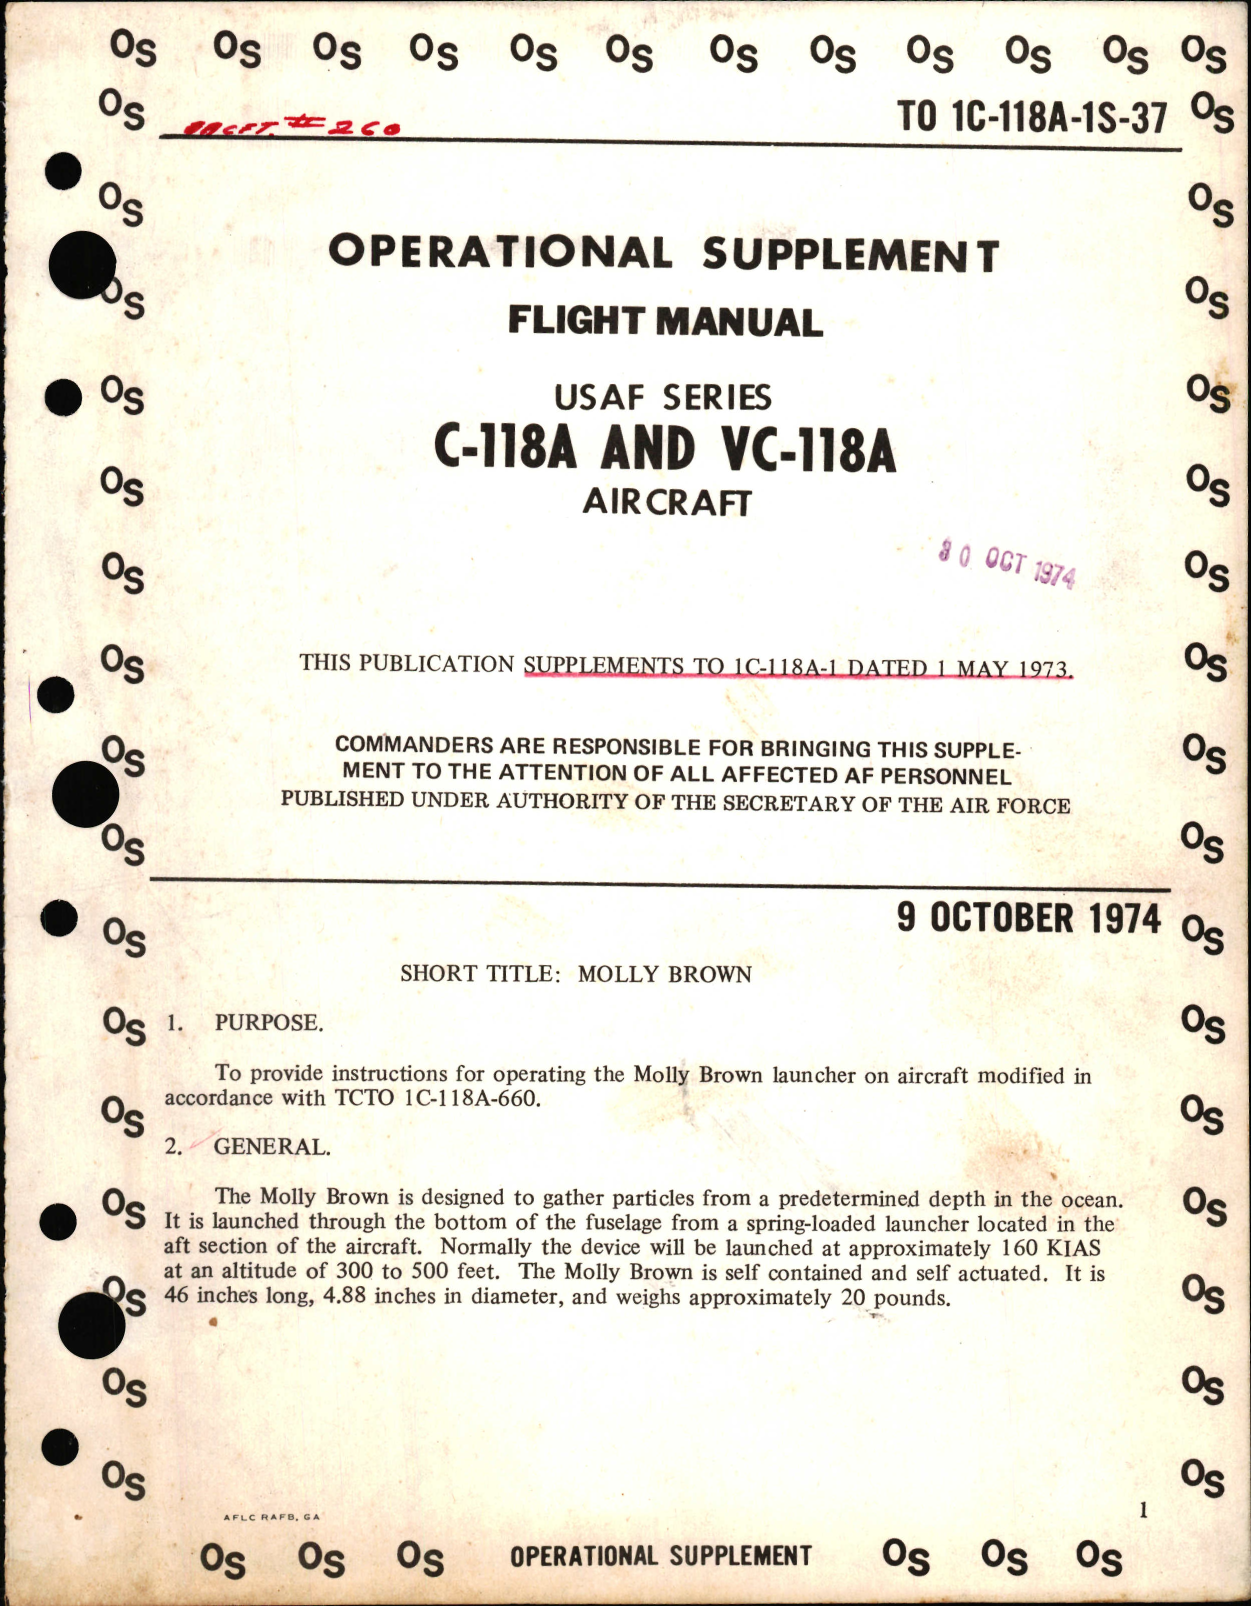 Os Os Os Os Os Os Os Os Os Os Os Os
Os AACFT. # 260 TO 1C-118A-1S-37 Os
Os Os
OPERATIONAL SUPPLEMENT
FLIGHT MANUAL
Os Os
USAF SERIES
Os Os
C-118A AND VC-118A
AIRCRAFT
Os Os
30 OCT 1974
Os Os
THIS PUBLICATION SUPPLEMENTS TO 1C-118A-1 DATED 1 MAY 1973.
Os Os
COMMANDERS ARE RESPONSIBLE FOR BRINGING THIS SUPPLE-
Os Os
MENT TO THE ATTENTION OF ALL AFFECTED AF PERSONNEL
PUBLISHED UNDER AUTHORITY OF THE SECRETARY OF THE AIR FORCE
Os Os
9 OCTOBER 1974
Os Os
SHORT TITLE: MOLLY BROWN
Os Os
1. PURPOSE.
To provide instructions for operating the Molly Brown launcher on aircraft modified in
accordance with TCTO 1C-118A-660.
Os Os
2. GENERAL.
The Molly Brown is designed to gather particles from a predetermined depth in the ocean.
Os Os
It is launched through the bottom of the fuselage from a spring-loaded launcher located in the
aft section of the aircraft. Normally the device will be launched at approximately 160 KIAS
at an altitude of 300 to 500 feet. The Molly Brown is self contained and self actuated. It is
Os Os
46 inches long, 4.88 inches in diameter, and weighs approximately 20 pounds.
Os Os
Os Os
AFLC RAFB, GA
1
Os Os Os OPERATIONAL SUPPLEMENT Os Os Os